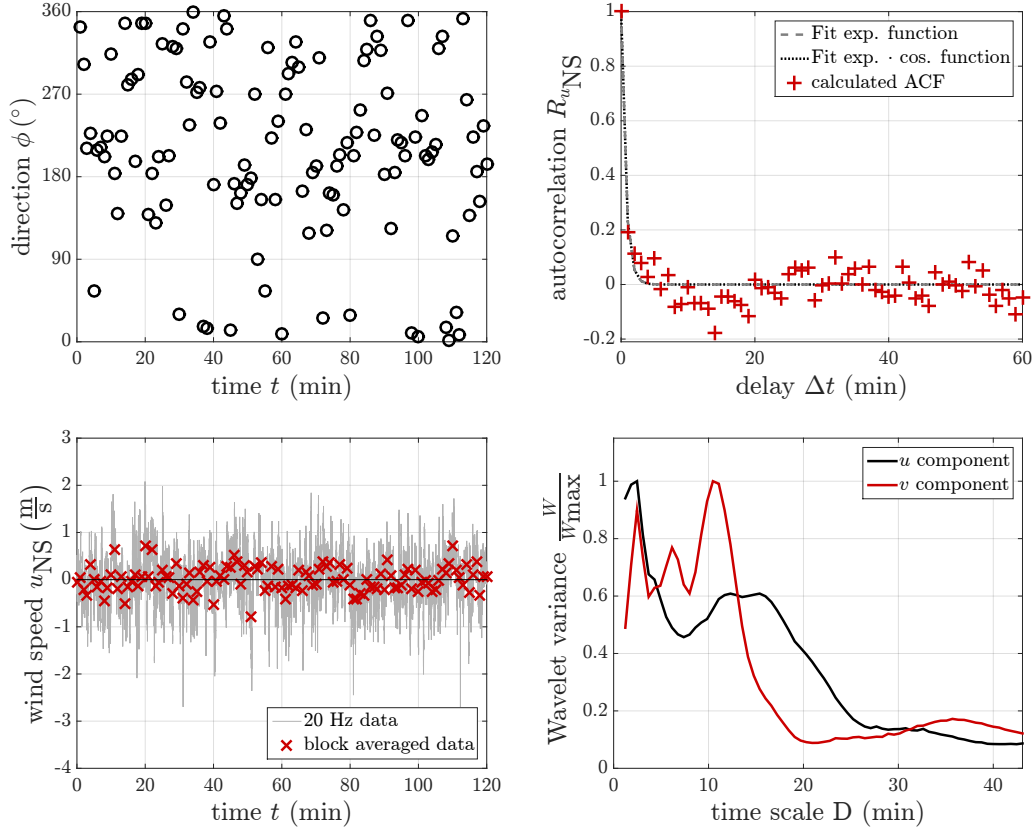 360
270
180
90
0
direction ϕ (°)
0 20 40 60 80 100 120
time t (min)
1
0.8
0.6
0.4
0.2
0
-0.2
autocorrelation R_{u_NS}
Fit exp. function
Fit exp. · cos. function
calculated ACF
0 20 40 60
delay Δt (min)
3
2
1
0
-1
-2
-3
-4
wind speed u_NS (m/s)
20 Hz data
block averaged data
0 20 40 60 80 100 120
time t (min)
1
0.8
0.6
0.4
0.2
0
Wavelet variance W/W_max
u component
v component
0 10 20 30 40
time scale D (min)